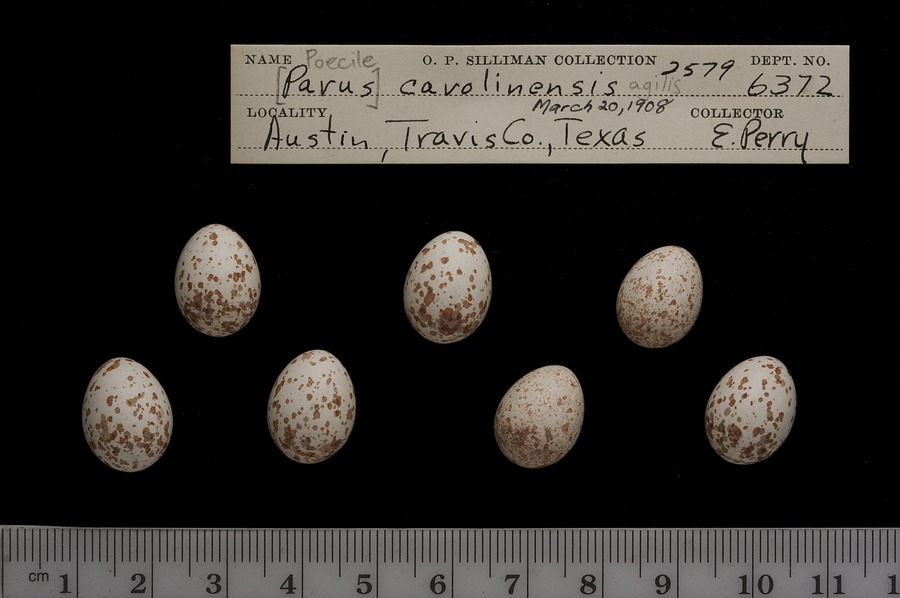 NAME Poecile O. P. SILLIMAN COLLECTION 2579 DEPT. NO.
[Parus] carolinensis agilis 6372
LOCALITY March 20, 1908 COLLECTOR
Austin, Travis Co., Texas E. Perry
cm 1 2 3 4 5 6 7 8 9 10 11 1